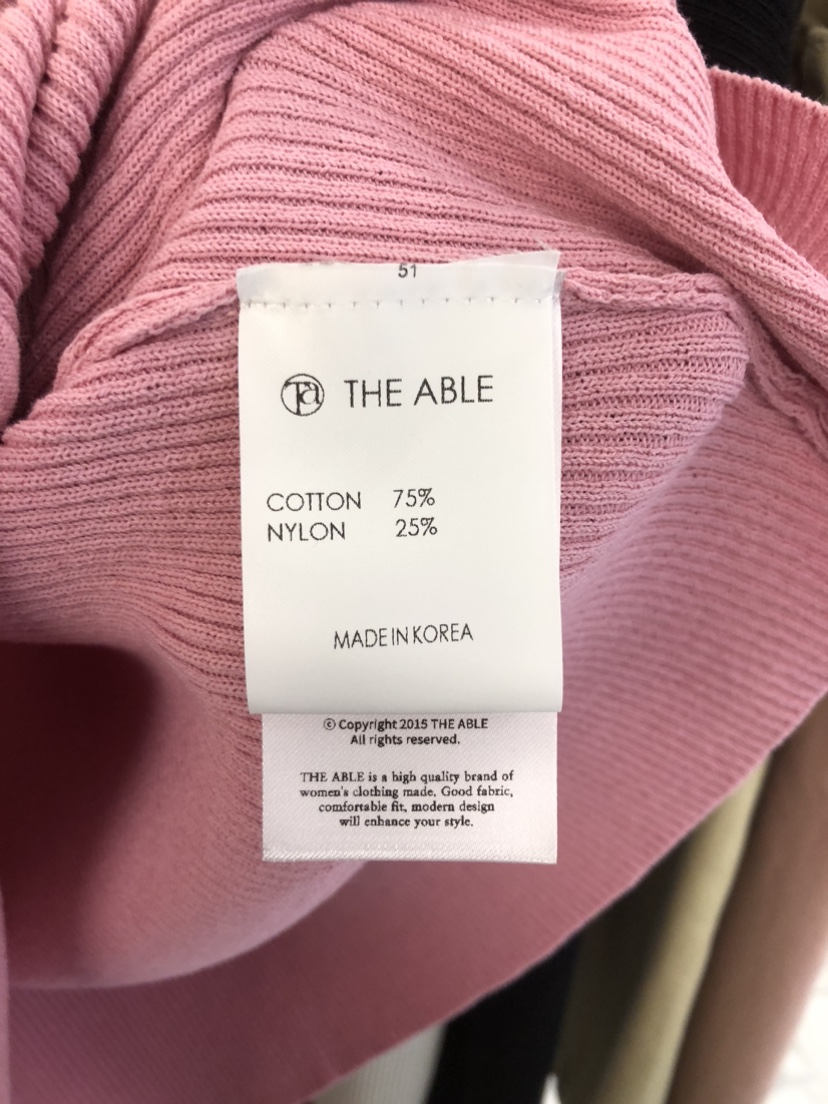 51
Ta THE ABLE
COTTON 75%
NYLON 25%
MADE IN KOREA
© Copyright 2015 THE ABLE
All rights reserved.
THE ABLE is a high quality brand of
women's clothing made. Good fabric,
comfortable fit, modern design
will enhance your style.